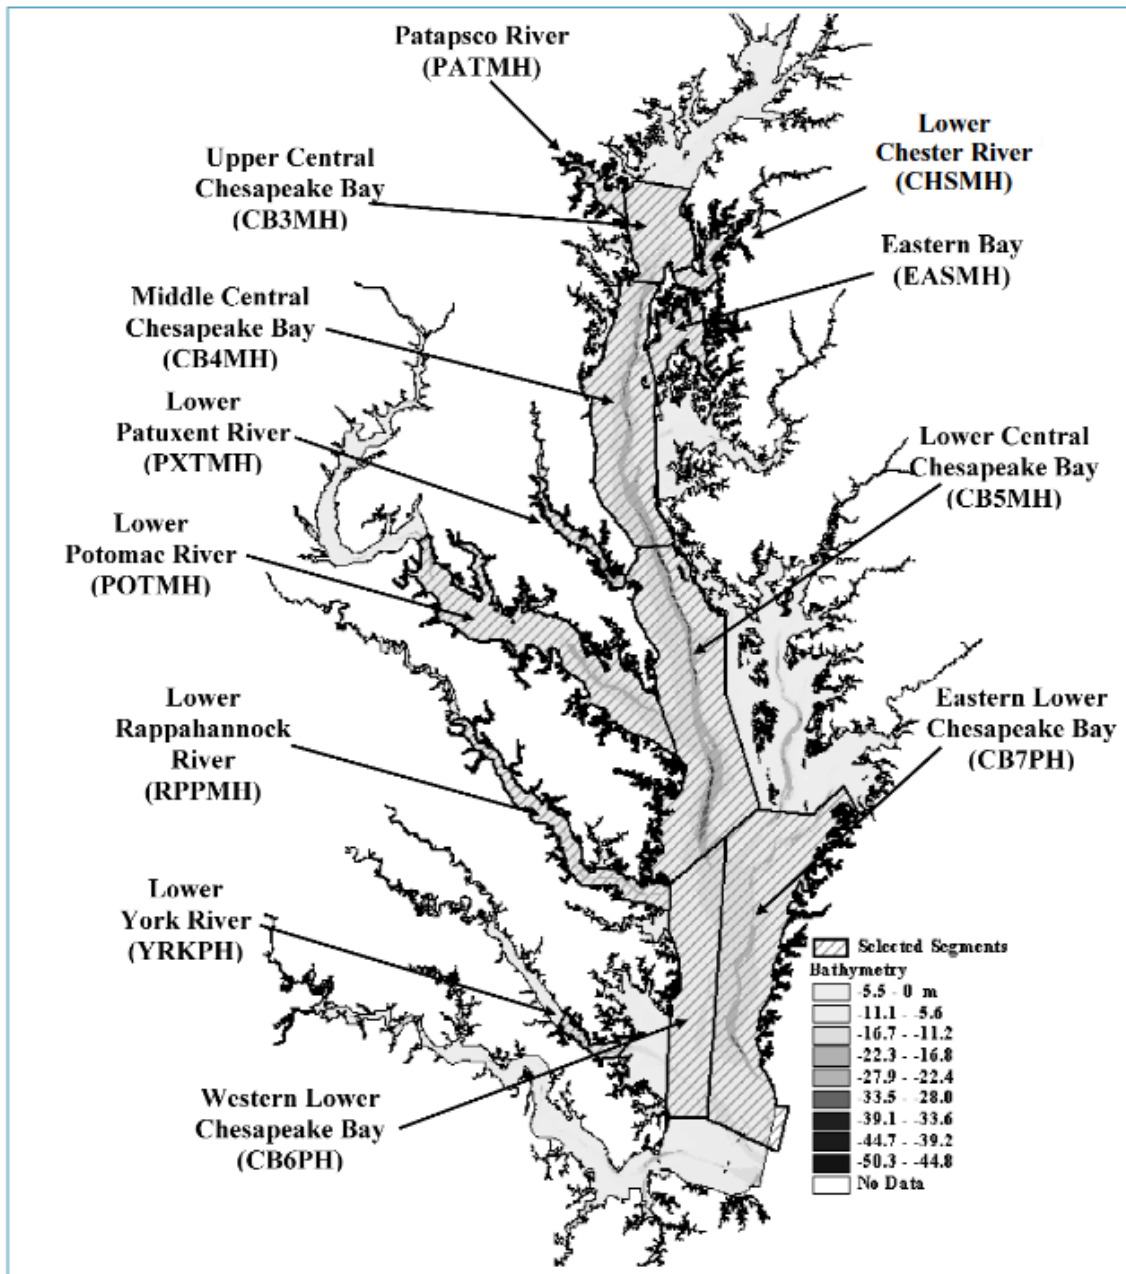 Patapsco River
(PATMH)
Upper Central
Chesapeake Bay
(CB3MH)
Middle Central
Chesapeake Bay
(CB4MH)
Lower
Patuxent River
(PXTMH)
Lower
Potomac River
(POTMH)
Lower
Rappahannock
River
(RPPMH)
Lower
York River
(YRKPH)
Western Lower
Chesapeake Bay
(CB6PH)
Lower
Chester River
(CHSMH)
Eastern Bay
(EASMH)
Lower Central
Chesapeake Bay
(CB5MH)
Eastern Lower
Chesapeake Bay
(CB7PH)
Selected Segments
Bathymetry
-5.5 - 0 m
-11.1 - -5.6
-16.7 - -11.2
-22.3 - -16.8
-27.9 - -22.4
-33.5 - -28.0
-39.1 - -33.6
-44.7 - -39.2
-50.3 - -44.8
No Data